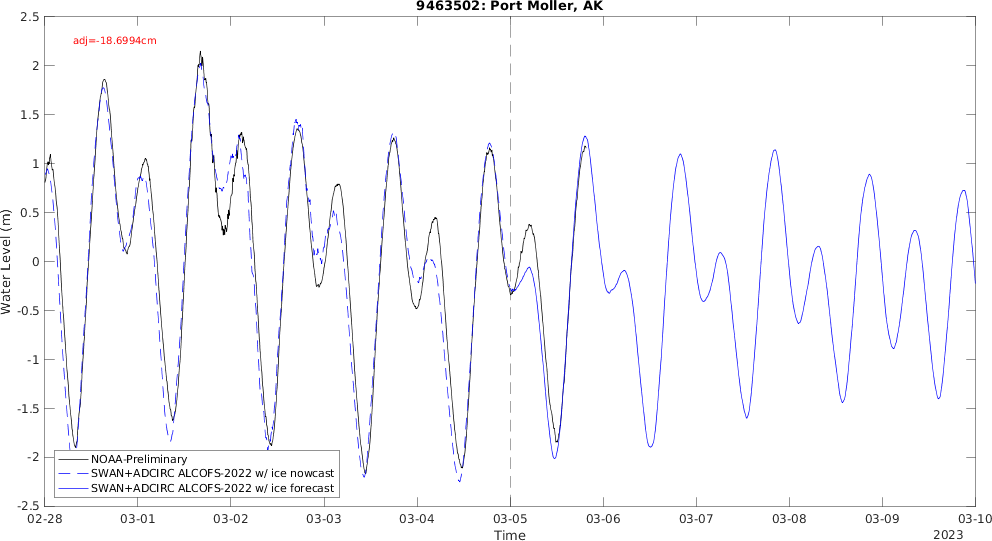 9463502: Port Moller, AK
adj=-18.6994cm
Water Level (m)
2.5
2
1.5
1
0.5
0
-0.5
-1
-1.5
-2
-2.5
NOAA-Preliminary
SWAN+ADCIRC ALCOFS-2022 w/ ice nowcast
SWAN+ADCIRC ALCOFS-2022 w/ ice forecast
02-28 03-01 03-02 03-03 03-04 03-05 03-06 03-07 03-08 03-09 03-10
Time
2023